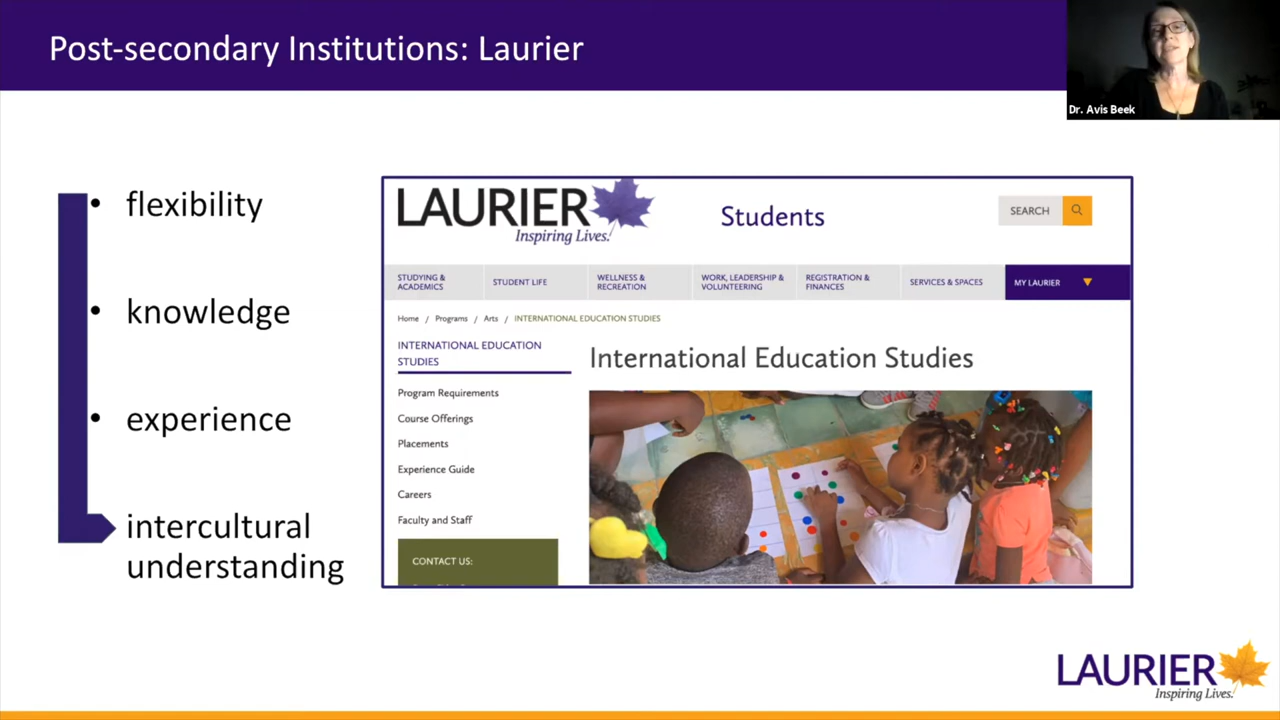 Post-secondary Institutions: Laurier
Dr. Avis Beek
• flexibility
• knowledge
• experience
• intercultural
understanding
LAURIER
Inspiring Lives!
Students
SEARCH
STUDYING &
ACADEMICS
STUDENT LIFE
WELLNESS &
RECREATION
WORK, LEADERSHIP &
VOLUNTEERING
REGISTRATION &
FINANCES
SERVICES & SPACES
MY LAURIER
Home / Programs / Arts / INTERNATIONAL EDUCATION STUDIES
INTERNATIONAL EDUCATION
STUDIES
Program Requirements
Course Offerings
Placements
Experience Guide
Careers
Faculty and Staff
CONTACT US:
International Education Studies
LAURIER
Inspiring Lives.